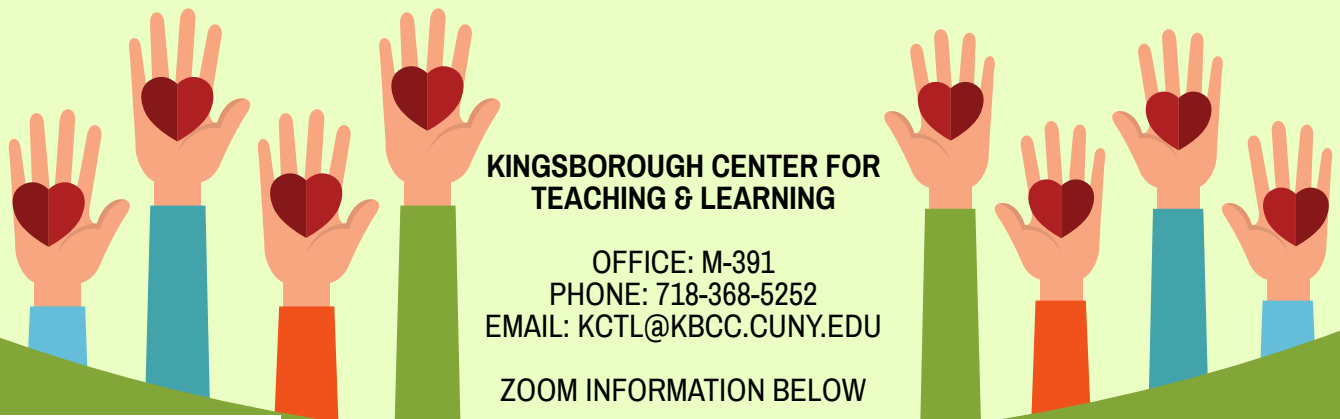 KINGSBOROUGH CENTER FOR
TEACHING & LEARNING
OFFICE: M-391
PHONE: 718-368-5252
EMAIL: KCTL@KBCC.CUNY.EDU
ZOOM INFORMATION BELOW